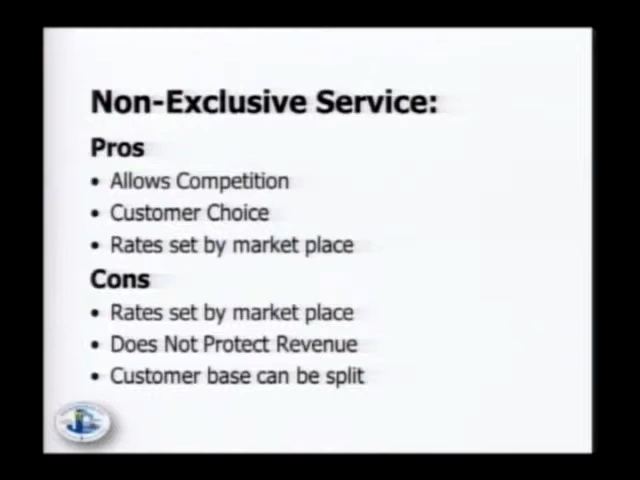 Non-Exclusive Service:
Pros
• Allows Competition
• Customer Choice
• Rates set by market place
Cons
• Rates set by market place
• Does Not Protect Revenue
• Customer base can be split